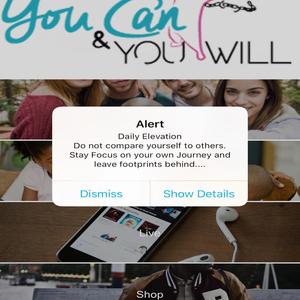 You Can
& YOU WILL
Alert
Daily Elevation
Do not compare yourself to others.
Stay Focus on your own Journey and
leave footprints behind....
Dismiss
Show Details
Live
Shop